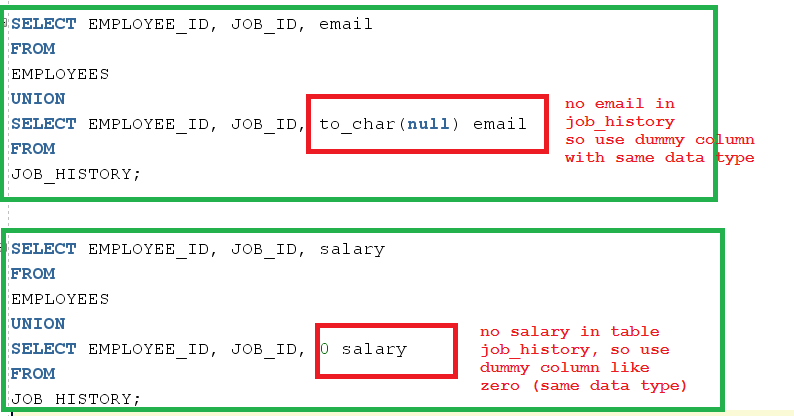 SELECT EMPLOYEE_ID, JOB_ID, email
FROM
EMPLOYEES
UNION
SELECT EMPLOYEE_ID, JOB_ID, to_char(null) email
FROM
JOB_HISTORY;
no email in
job_history
so use dummy column
with same data type
SELECT EMPLOYEE_ID, JOB_ID, salary
FROM
EMPLOYEES
UNION
SELECT EMPLOYEE_ID, JOB_ID, 0 salary
FROM
JOB_HISTORY;
no salary in table
job_history, so use
dummy column like
zero (same data type)